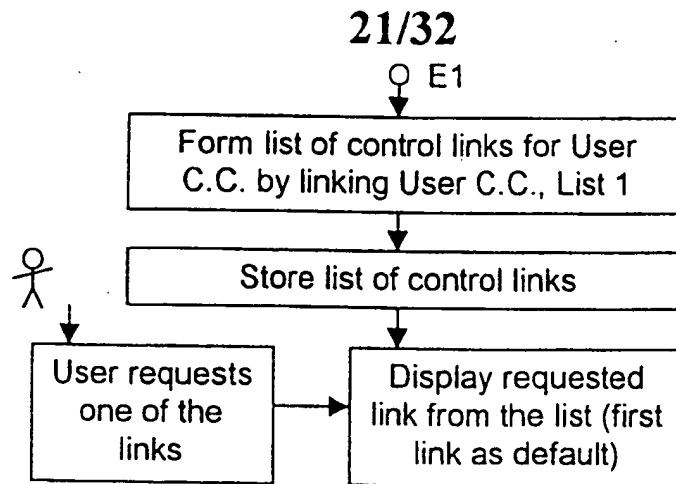 21/32
E1
Form list of control links for User
C.C. by linking User C.C., List 1
Store list of control links
User requests
one of the
links
Display requested
link from the list (first
link as default)